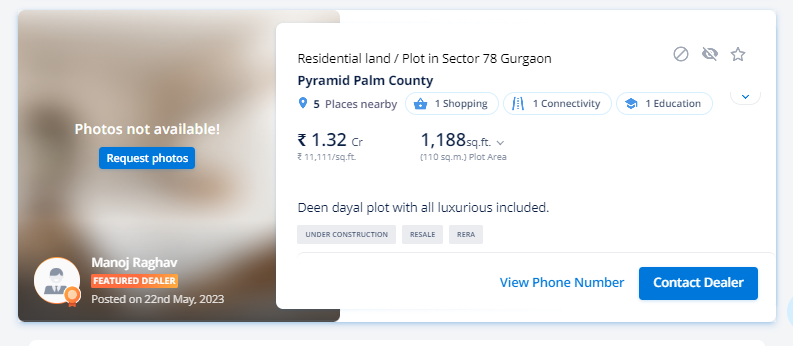 Residential land / Plot in Sector 78 Gurgaon
Pyramid Palm County
5 Places nearby 1 Shopping 1 Connectivity 1 Education
Photos not available!
Request photos
₹ 1.32 Cr
₹ 11,111/sq.ft.
1,188sq.ft.
(110 sq.m.) Plot Area
Deen dayal plot with all luxurious included.
UNDER CONSTRUCTION RESALE RERA
Manoj Raghav
FEATURED DEALER
Posted on 22nd May, 2023
View Phone Number Contact Dealer